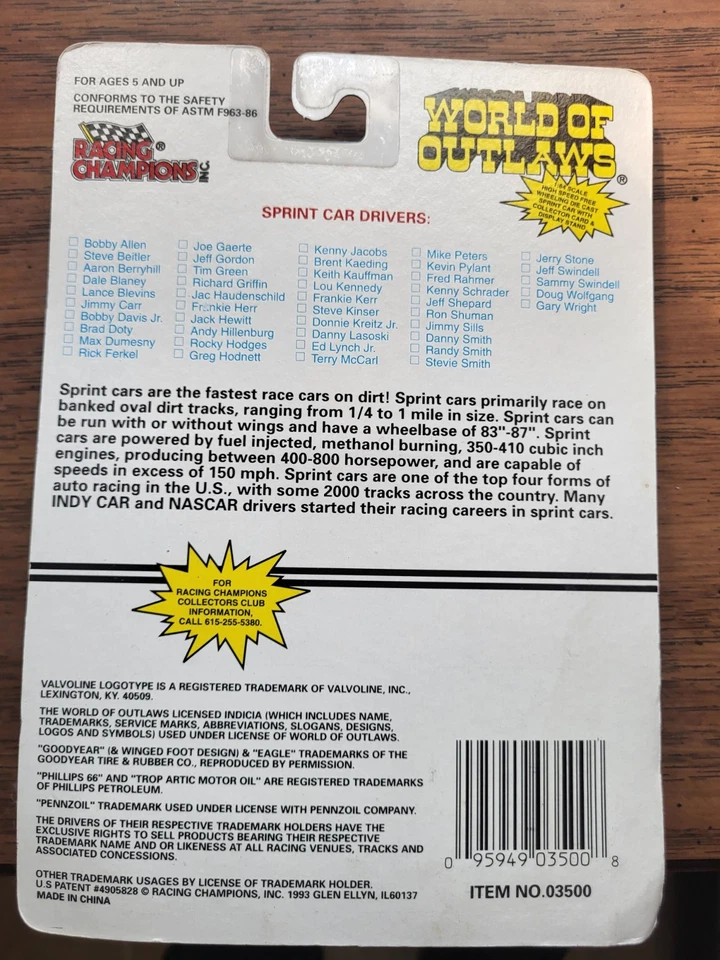 FOR AGES 5 AND UP
CONFORMS TO THE SAFETY
REQUIREMENTS OF ASTM F963-86
RACING ®
CHAMPIONS INC.
WORLD OF
OUTLAWS ®
1/64 SCALE
HIGH SPEED FREE
WHEELING DIE CAST
SPRINT CAR WITH
COLLECTOR CARD &
DISPLAY STAND
SPRINT CAR DRIVERS:
Bobby Allen
Steve Beitler
Aaron Berryhill
Dale Blaney
Lance Blevins
Jimmy Carr
Bobby Davis Jr.
Brad Doty
Max Dumesny
Rick Ferkel
Joe Gaerte
Jeff Gordon
Tim Green
Richard Griffin
Jac Haudenschild
Frankie Herr
Jack Hewitt
Andy Hillenburg
Rocky Hodges
Greg Hodnett
Kenny Jacobs
Brent Kaeding
Keith Kauffman
Lou Kennedy
Frankie Kerr
Steve Kinser
Donnie Kreitz Jr.
Danny Lasoski
Ed Lynch Jr.
Terry McCarl
Mike Peters
Kevin Pylant
Fred Rahmer
Kenny Schrader
Jeff Shepard
Ron Shuman
Jimmy Sills
Danny Smith
Randy Smith
Stevie Smith
Jerry Stone
Jeff Swindell
Sammy Swindell
Doug Wolfgang
Gary Wright
Sprint cars are the fastest race cars on dirt! Sprint cars primarily race on
banked oval dirt tracks, ranging from 1/4 to 1 mile in size. Sprint cars can
be run with or without wings and have a wheelbase of 83"-87". Sprint
cars are powered by fuel injected, methanol burning, 350-410 cubic inch
engines, producing between 400-800 horsepower, and are capable of
speeds in excess of 150 mph. Sprint cars are one of the top four forms of
auto racing in the U.S., with some 2000 tracks across the country. Many
INDY CAR and NASCAR drivers started their racing careers in sprint cars.
FOR
RACING CHAMPIONS
COLLECTORS CLUB
INFORMATION,
CALL 615-255-5380.
VALVOLINE LOGOTYPE IS A REGISTERED TRADEMARK OF VALVOLINE, INC.,
LEXINGTON, KY. 40509.
THE WORLD OF OUTLAWS LICENSED INDICIA (WHICH INCLUDES NAME,
TRADEMARKS, SERVICE MARKS, ABBREVIATIONS, SLOGANS, DESIGNS,
LOGOS AND SYMBOLS) USED UNDER LICENSE OF WORLD OF OUTLAWS.
"GOODYEAR" (& WINGED FOOT DESIGN) & "EAGLE" TRADEMARKS OF THE
GOODYEAR TIRE & RUBBER CO., REPRODUCED BY PERMISSION.
"PHILLIPS 66" AND "TROP ARTIC MOTOR OIL" ARE REGISTERED TRADEMARKS
OF PHILLIPS PETROLEUM.
"PENNZOIL" TRADEMARK USED UNDER LICENSE WITH PENNZOIL COMPANY.
THE DRIVERS OF THEIR RESPECTIVE TRADEMARK HOLDERS HAVE THE
EXCLUSIVE RIGHTS TO SELL PRODUCTS BEARING THEIR RESPECTIVE
TRADEMARK NAME AND OR LIKENESS AT ALL RACING VENUES, TRACKS AND
ASSOCIATED CONCESSIONS.
OTHER TRADEMARK USAGES BY LICENSE OF TRADEMARK HOLDER.
U.S PATENT #4905828 © RACING CHAMPIONS, INC. 1993 GLEN ELLYN, IL60137
MADE IN CHINA
0 95949 03500 8
ITEM NO.03500